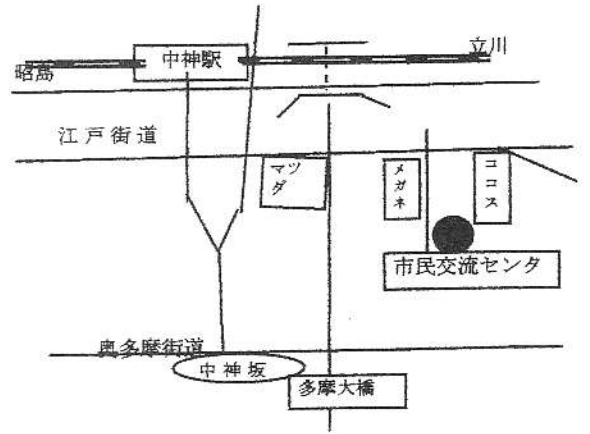 立川
中神駅
昭島
江戸街道
マツダ
メガネ
ココス
市民交流センタ
奥多摩街道
中神坂
多摩大橋